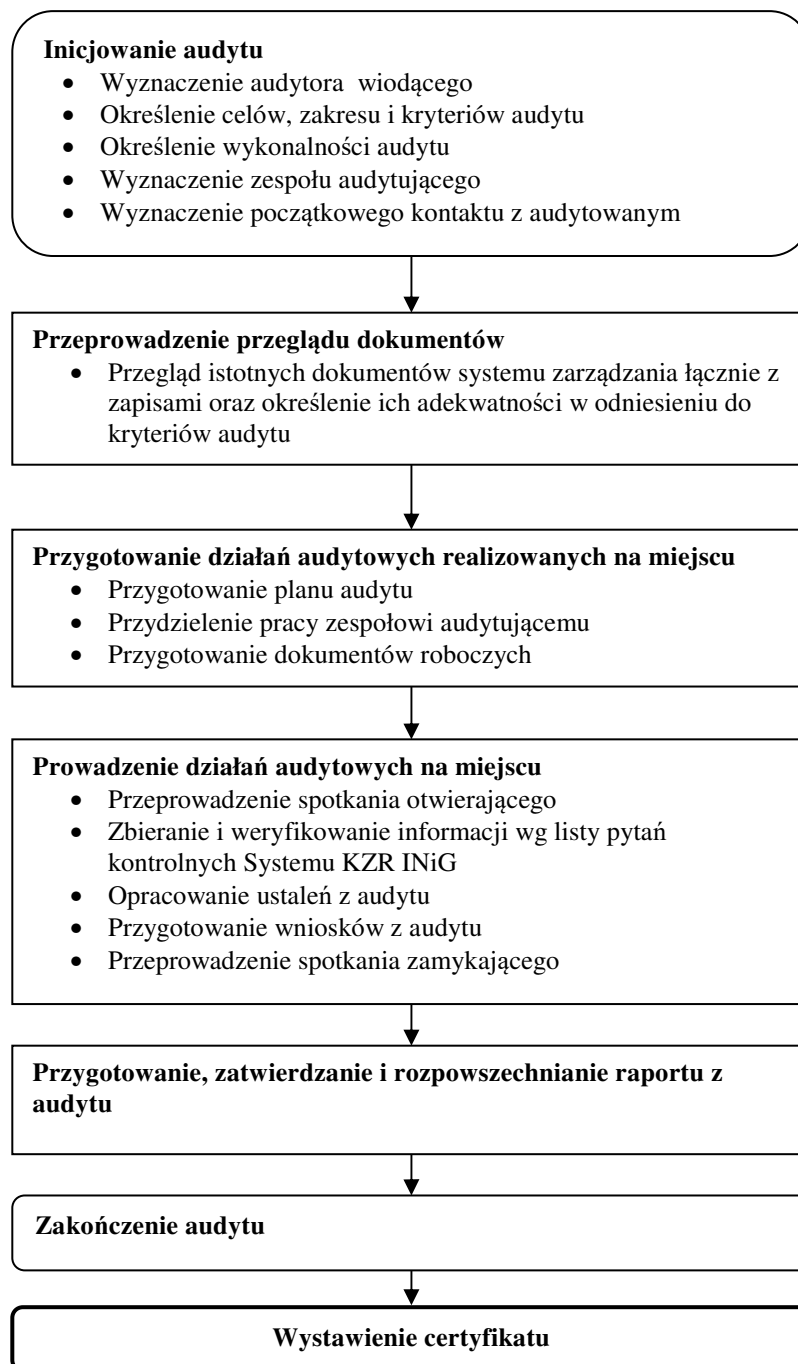 Inicjowanie audytu
• Wyznaczenie audytora wiodącego
• Określenie celów, zakresu i kryteriów audytu
• Określenie wykonalności audytu
• Wyznaczenie zespołu audytującego
• Wyznaczenie początkowego kontaktu z audytowanym
Przeprowadzenie przeglądu dokumentów
• Przegląd istotnych dokumentów systemu zarządzania łącznie z
zapisami oraz określenie ich adekwatności w odniesieniu do
kryteriów audytu
Przygotowanie działań audytowych realizowanych na miejscu
• Przygotowanie planu audytu
• Przydzielenie pracy zespołowi audytującemu
• Przygotowanie dokumentów roboczych
Prowadzenie działań audytowych na miejscu
• Przeprowadzenie spotkania otwierającego
• Zbieranie i weryfikowanie informacji wg listy pytań
kontrolnych Systemu KZR INiG
• Opracowanie ustaleń z audytu
• Przygotowanie wniosków z audytu
• Przeprowadzenie spotkania zamykającego
Przygotowanie, zatwierdzanie i rozpowszechnianie raportu z
audytu
Zakończenie audytu
Wystawienie certyfikatu